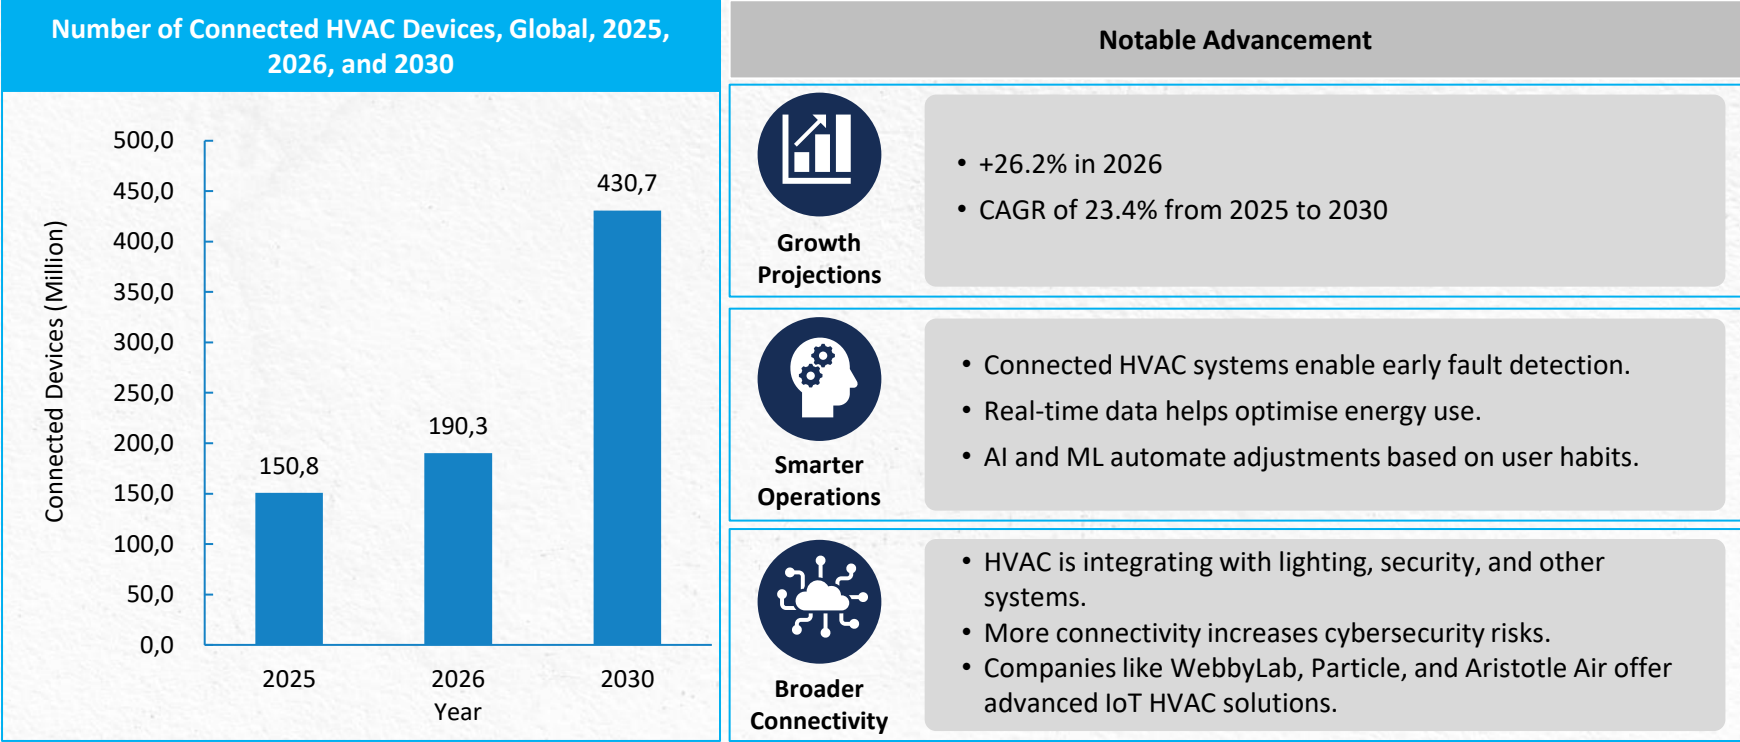 Number of Connected HVAC Devices, Global, 2025,
2026, and 2030
Connected Devices (Million)
500,0
450,0
400,0
350,0
300,0
250,0
200,0
150,0
100,0
50,0
0,0
150,8
190,3
430,7
2025
2026
2030
Year
Notable Advancement
Growth
Projections
• +26.2% in 2026
• CAGR of 23.4% from 2025 to 2030
Smarter
Operations
• Connected HVAC systems enable early fault detection.
• Real-time data helps optimise energy use.
• AI and ML automate adjustments based on user habits.
Broader
Connectivity
• HVAC is integrating with lighting, security, and other
systems.
• More connectivity increases cybersecurity risks.
• Companies like WebbyLab, Particle, and Aristotle Air offer
advanced IoT HVAC solutions.